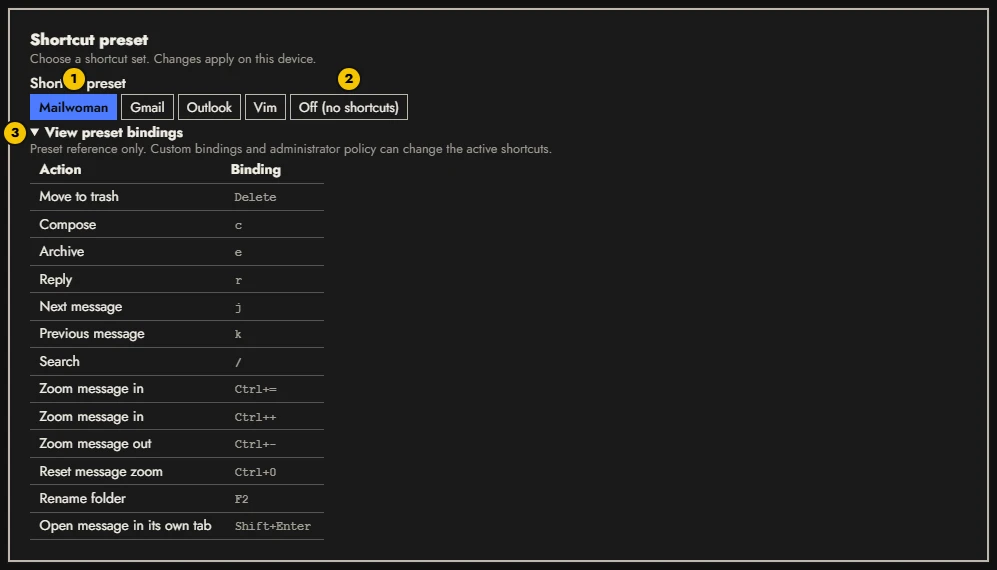 Shortcut preset
Choose a shortcut set. Changes apply on this device.
1 2
Short preset
Mailwoman Gmail Outlook Vim Off (no shortcuts)
3 ▼ View preset bindings
Preset reference only. Custom bindings and administrator policy can change the active shortcuts.
Action Binding
Move to trash Delete
Compose c
Archive e
Reply r
Next message j
Previous message k
Search /
Zoom message in Ctrl+=
Zoom message in Ctrl++
Zoom message out Ctrl+-
Reset message zoom Ctrl+0
Rename folder F2
Open message in its own tab Shift+Enter